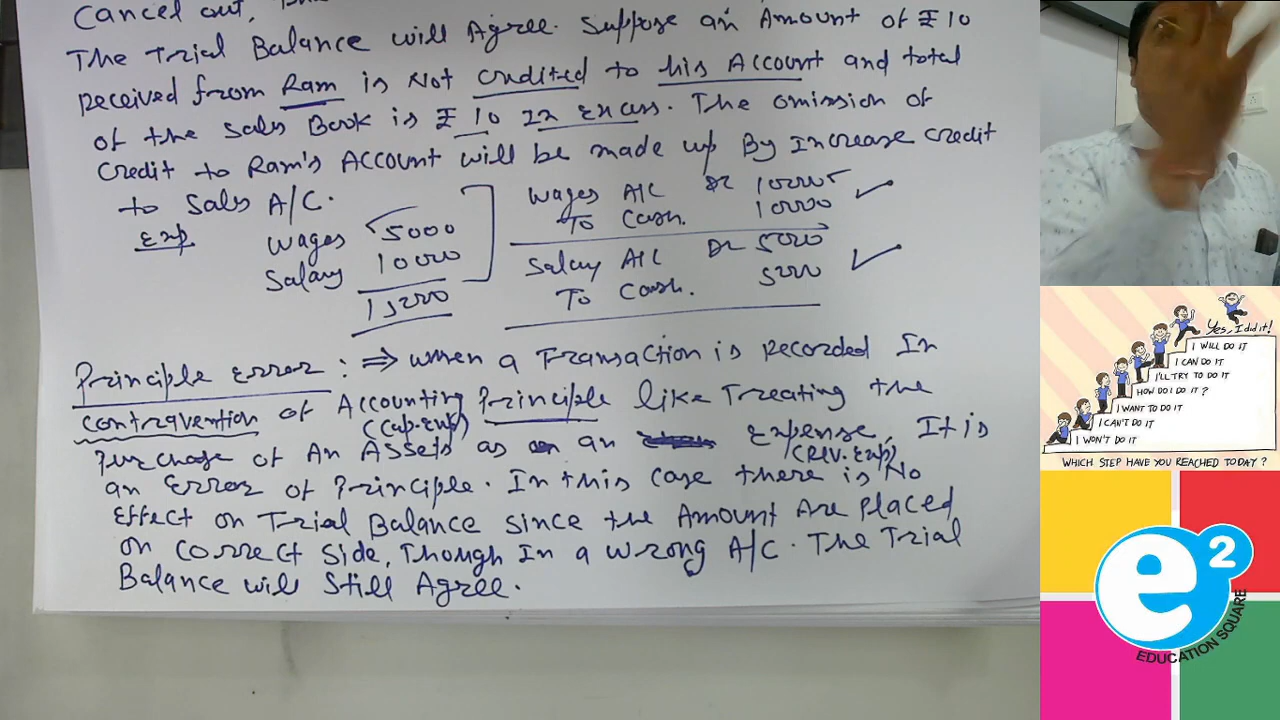 Cancel out,
The Trial Balance will Agree. Suppose an Amount of ₹ 10
received from Ram is Not credited to his Account and total
of the Sales Book is ₹ 10 In excess. The omission of
credit to Ram's Account will be made up By Increase credit
to Sales A/C.
Exp
Wages 5000
Salary 10000
15000
Wages A/C Dr 10000
To Cash. 10000
Salary A/C Dr 5000
To Cash. 5000
Principle Error : ⇒ When a Transaction is Recorded In
contravention of Accounting Principle like Treating the
(Cap. Exp)
Purchase of An Assets as an expense, It is
(Rev. Exp)
an Error of Principle. In this case there is No
Effect on Trial Balance since the Amount Are placed
on correct side, Though In a wrong A/C. The Trial
Balance will Still Agree.
Yes, I did it!
I WILL DO IT
I CAN DO IT
I'LL TRY TO DO IT
HOW DO I DO IT ?
I WANT TO DO IT
I CAN'T DO IT
I WON'T DO IT
WHICH STEP HAVE YOU REACHED TODAY ?
e2
EDUCATION SQUARE